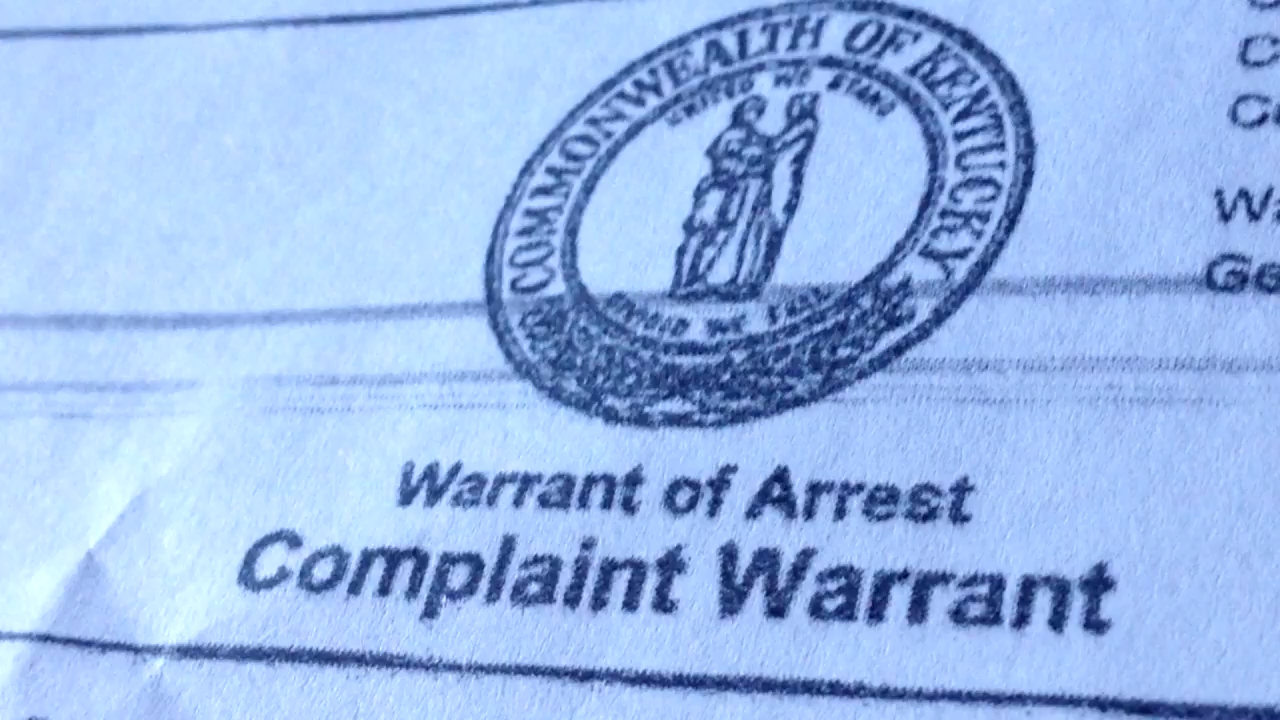 COMMONWEALTH OF KENTUCKY
UNITED WE STAND
DIVIDED WE FALL
Warrant of Arrest
Complaint Warrant